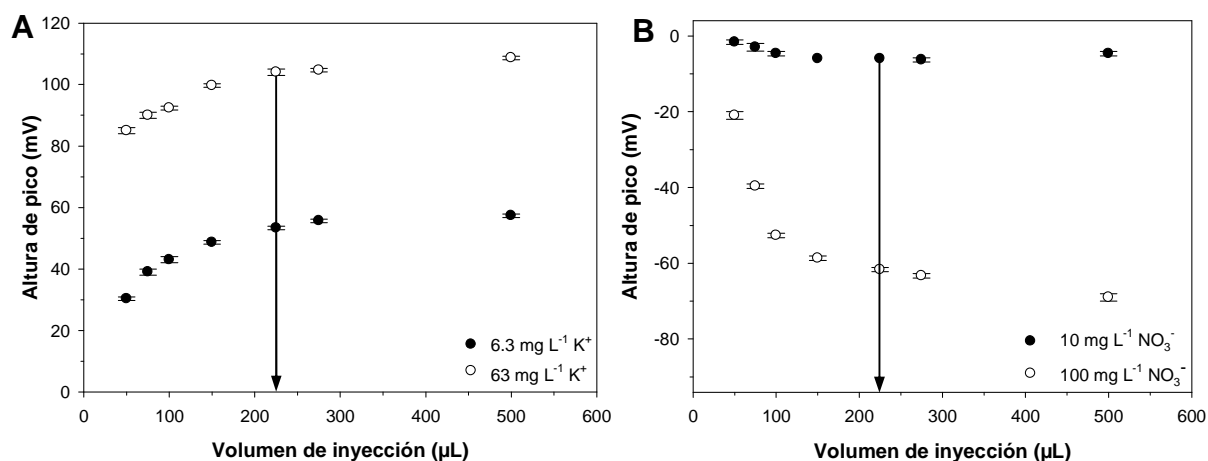 A
Altura de pico (mV)
120
100
80
60
40
20
0
6.3 mg L⁻¹ K⁺
63 mg L⁻¹ K⁺
0 100 200 300 400 500 600
Volumen de inyección (µL)
B
Altura de pico (mV)
0
-20
-40
-60
-80
10 mg L⁻¹ NO₃⁻
100 mg L⁻¹ NO₃⁻
0 100 200 300 400 500 600
Volumen de inyección (µL)